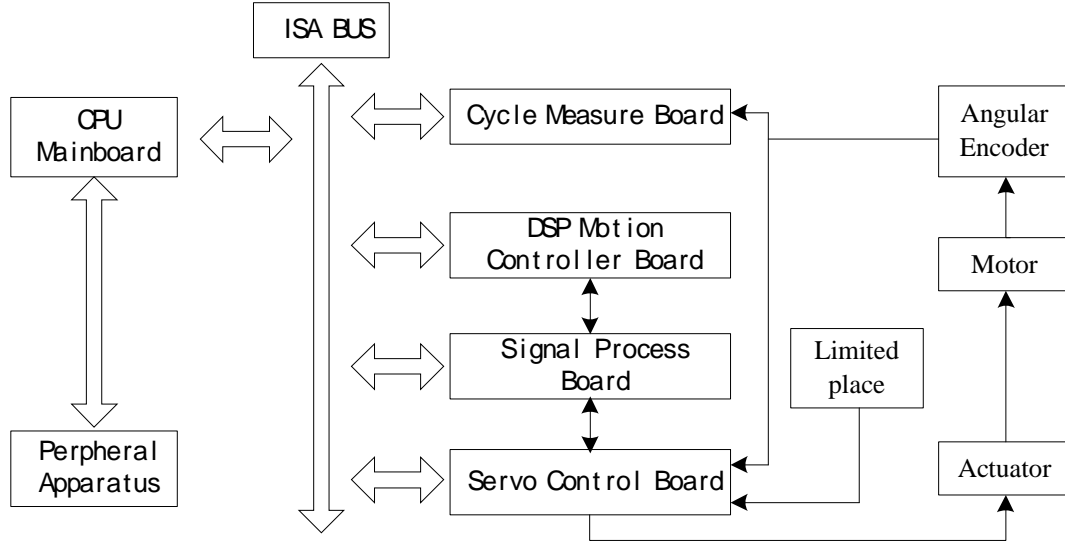 ISA BUS
CPU
Mainboard
Cycle Measure Board
Angular
Encoder
DSP Motion
Controller Board
Motor
Signal Process
Board
Limited
place
Perpheral
Apparatus
Servo Control Board
Actuator